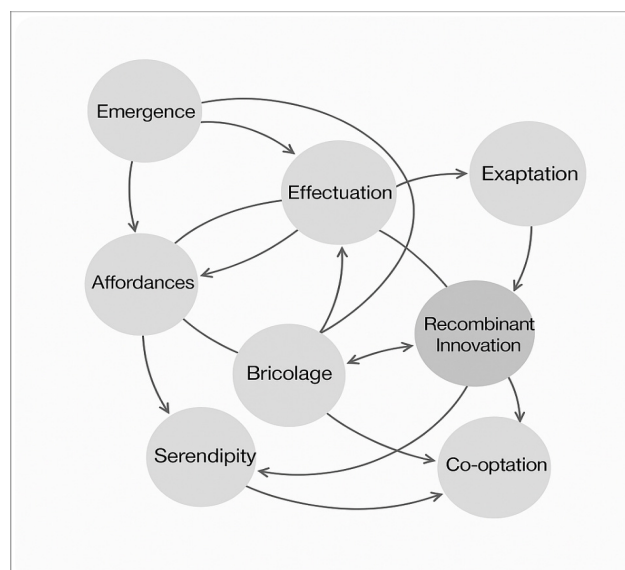 Emergence
Effectuation
Exaptation
Affordances
Recombinant
Innovation
Bricolage
Serendipity
Co-optation